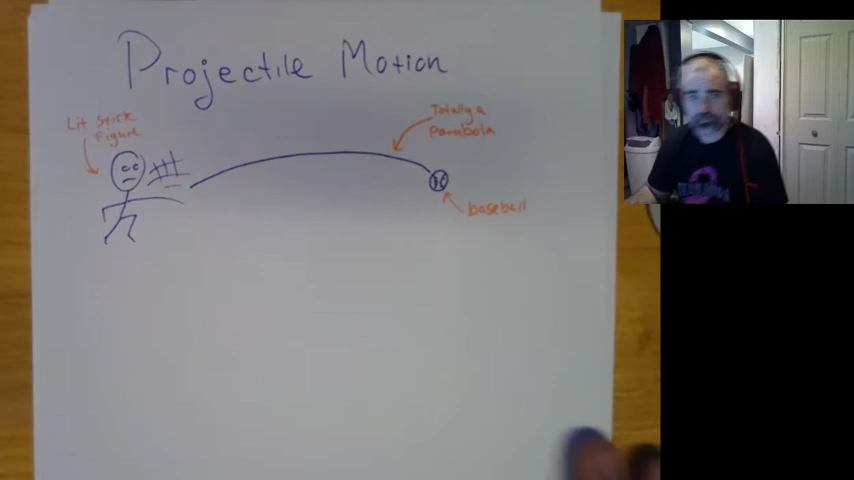 Projectile Motion
Lit Stick
Figure
Totally a
parabola
baseball